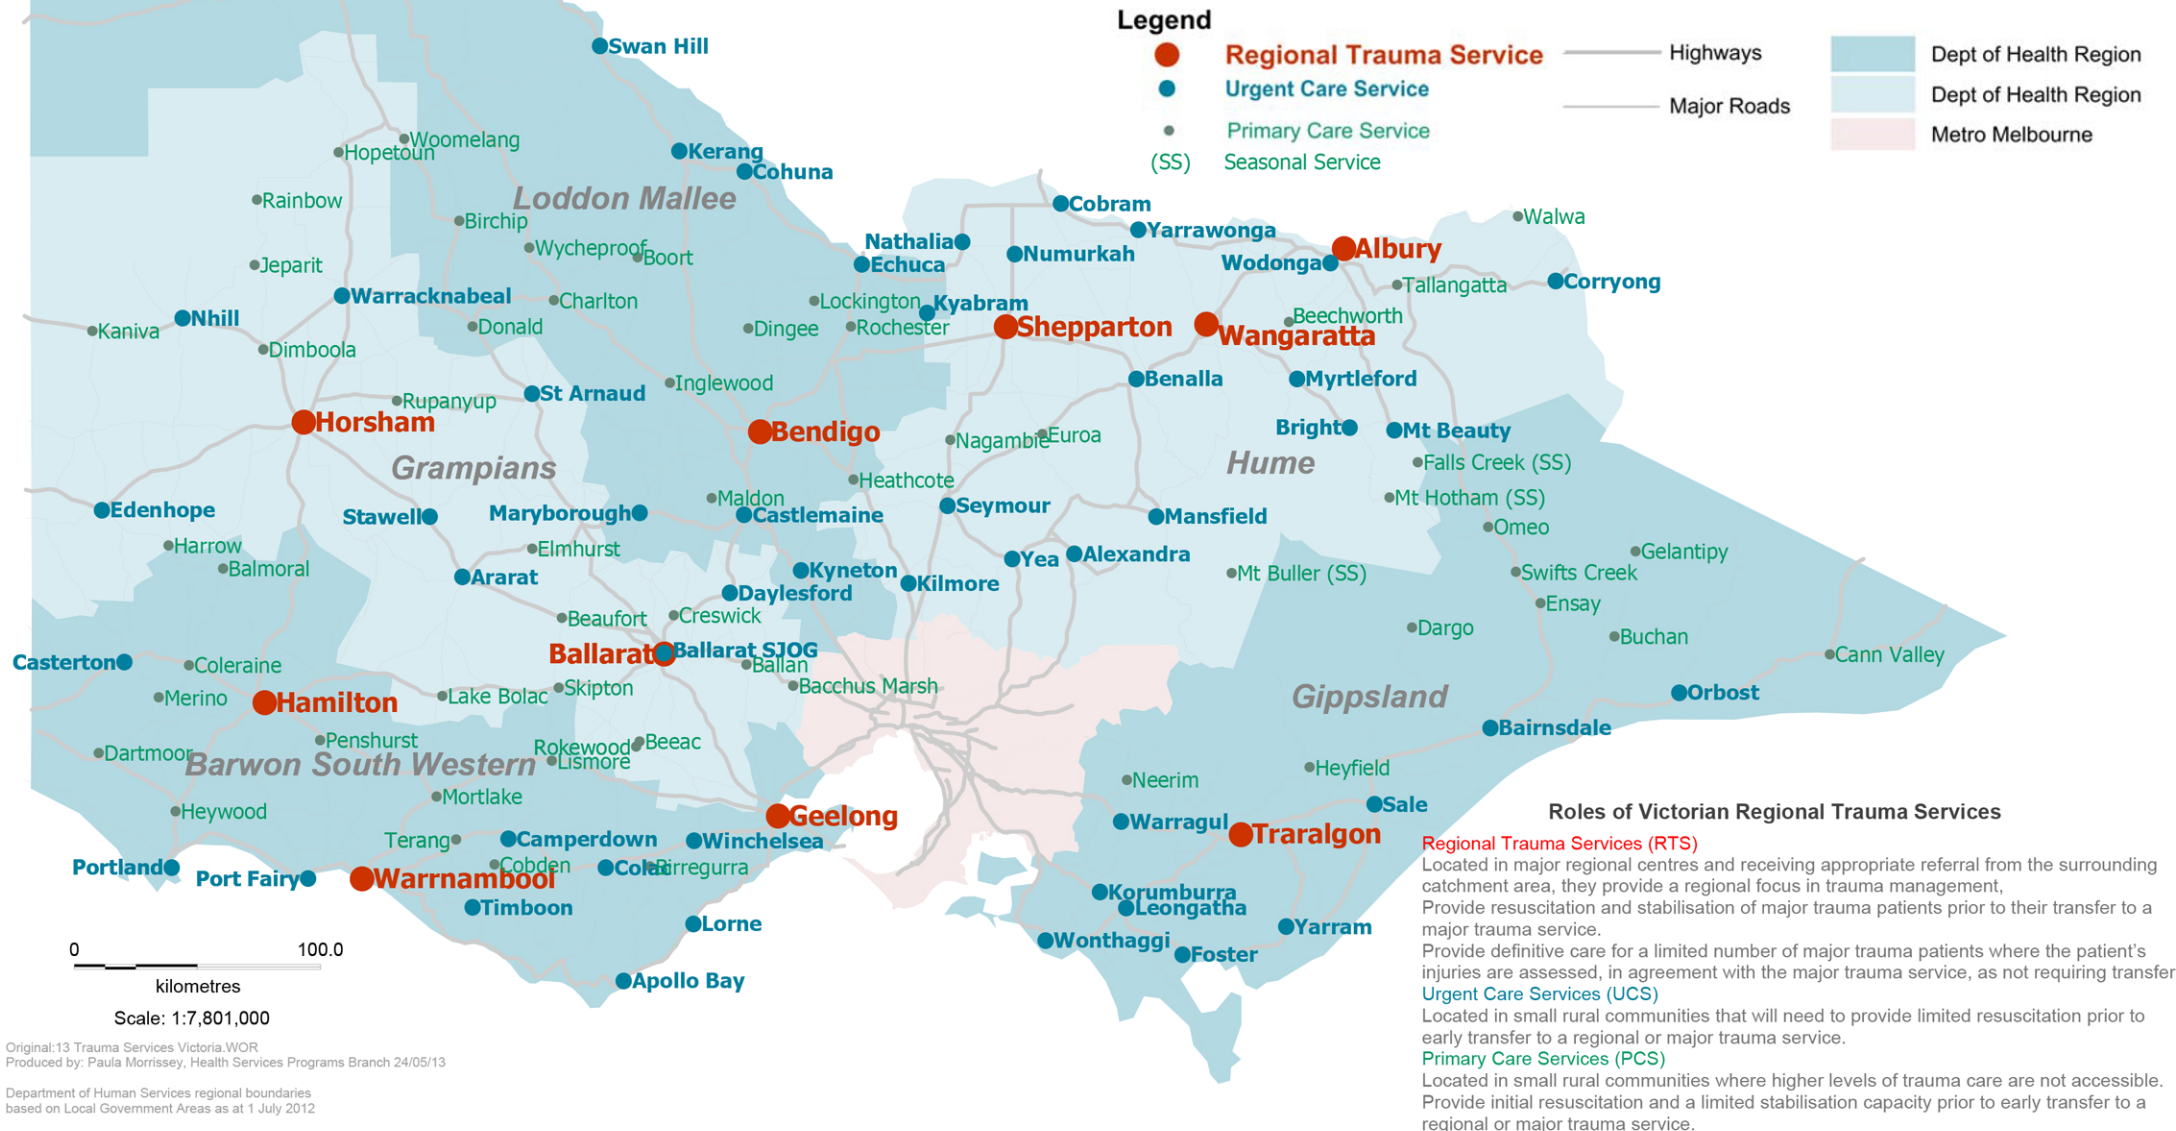 Legend
Regional Trauma Service
Urgent Care Service
Primary Care Service
(SS) Seasonal Service
Highways
Major Roads
Dept of Health Region
Dept of Health Region
Metro Melbourne
Swan Hill
Woomelang
Hopetoun
Kerang
Cohuna
Loddon Mallee
Rainbow
Birchip
Wycheproof
Boort
Jeparit
Warracknabeal
Charlton
Nhill
Kaniva
Donald
Dimboola
Lockington
Dingee
Rochester
Kyabram
Nathalia
Echuca
Cobram
Yarrawonga
Numurkah
Wodonga
Albury
Walwa
Tallangatta
Corryong
Shepparton
Wangaratta
Beechworth
Inglewood
St Arnaud
Rupanyup
Horsham
Bendigo
Benalla
Myrtleford
Nagambie
Euroa
Bright
Mt Beauty
Grampians
Hume
Falls Creek (SS)
Mt Hotham (SS)
Heathcote
Maldon
Castlemaine
Maryborough
Stawell
Edenhope
Seymour
Mansfield
Omeo
Harrow
Balmoral
Elmhurst
Ararat
Kyneton
Daylesford
Kilmore
Yea
Alexandra
Mt Buller (SS)
Gelantipy
Swifts Creek
Ensay
Dargo
Buchan
Cann Valley
Beaufort
Creswick
Ballarat
Ballarat SJOG
Ballan
Bacchus Marsh
Casterton
Coleraine
Merino
Hamilton
Lake Bolac
Skipton
Gippsland
Orbost
Bairnsdale
Penshurst
Dartmoor
Barwon South Western
Rokewood
Beeac
Lismore
Mortlake
Heywood
Neerim
Heyfield
Sale
Geelong
Warragul
Traralgon
Terang
Camperdown
Winchelsea
Cobden
Colac
Birregurra
Portland
Port Fairy
Warrnambool
Timboon
Lorne
Apollo Bay
Korumburra
Leongatha
Wonthaggi
Foster
Yarram
0 100.0
kilometres
Scale: 1:7,801,000
Original:13 Trauma Services Victoria.WOR
Produced by: Paula Morrissey, Health Services Programs Branch 24/05/13
Department of Human Services regional boundaries
based on Local Government Areas as at 1 July 2012
Roles of Victorian Regional Trauma Services
Regional Trauma Services (RTS)
Located in major regional centres and receiving appropriate referral from the surrounding
catchment area, they provide a regional focus in trauma management,
Provide resuscitation and stabilisation of major trauma patients prior to their transfer to a
major trauma service.
Provide definitive care for a limited number of major trauma patients where the patient's
injuries are assessed, in agreement with the major trauma service, as not requiring transfer
Urgent Care Services (UCS)
Located in small rural communities that will need to provide limited resuscitation prior to
early transfer to a regional or major trauma service.
Primary Care Services (PCS)
Located in small rural communities where higher levels of trauma care are not accessible.
Provide initial resuscitation and a limited stabilisation capacity prior to early transfer to a
regional or major trauma service.